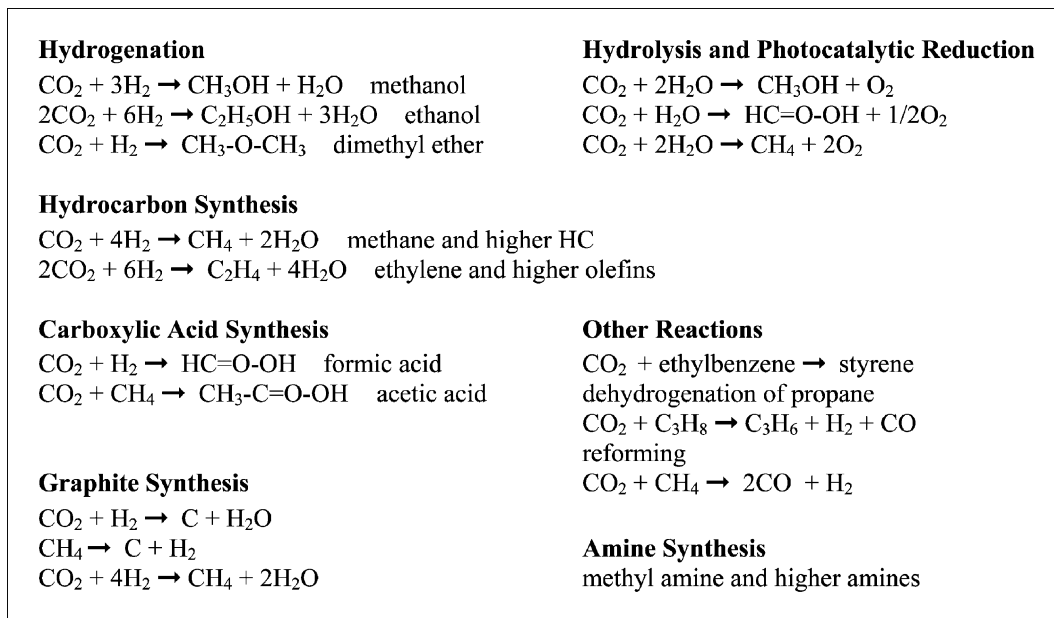 Hydrogenation
CO₂ + 3H₂ → CH₃OH + H₂O methanol
2CO₂ + 6H₂ → C₂H₅OH + 3H₂O ethanol
CO₂ + H₂ → CH₃-O-CH₃ dimethyl ether
Hydrolysis and Photocatalytic Reduction
CO₂ + 2H₂O → CH₃OH + O₂
CO₂ + H₂O → HC=O-OH + 1/2O₂
CO₂ + 2H₂O → CH₄ + 2O₂
Hydrocarbon Synthesis
CO₂ + 4H₂ → CH₄ + 2H₂O methane and higher HC
2CO₂ + 6H₂ → C₂H₄ + 4H₂O ethylene and higher olefins
Carboxylic Acid Synthesis
CO₂ + H₂ → HC=O-OH formic acid
CO₂ + CH₄ → CH₃-C=O-OH acetic acid
Other Reactions
CO₂ + ethylbenzene → styrene
dehydrogenation of propane
CO₂ + C₃H₈ → C₃H₆ + H₂ + CO
reforming
CO₂ + CH₄ → 2CO + H₂
Graphite Synthesis
CO₂ + H₂ → C + H₂O
CH₄ → C + H₂
CO₂ + 4H₂ → CH₄ + 2H₂O
Amine Synthesis
methyl amine and higher amines